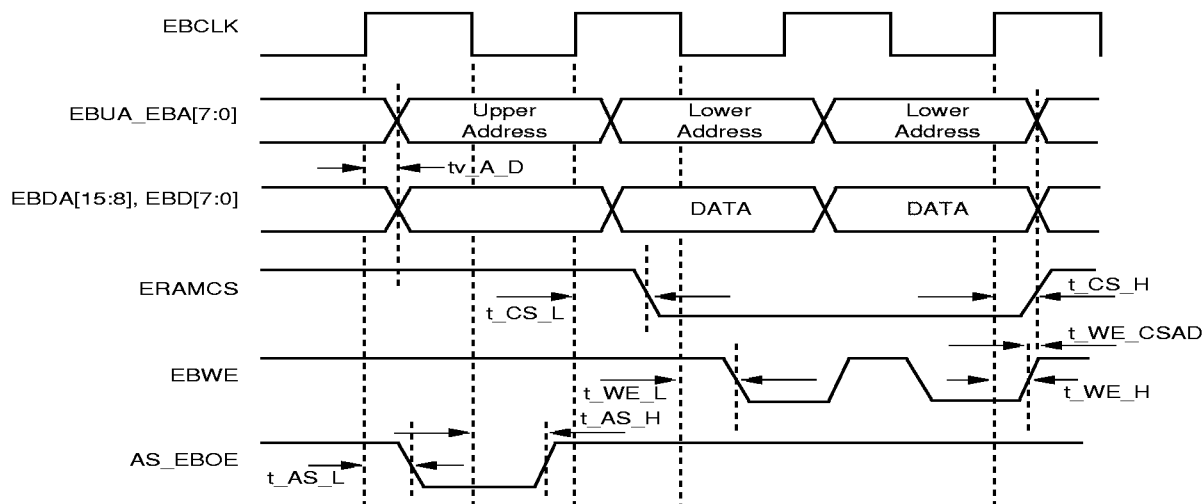 EBCLK
EBUA_EBA[7:0]
Upper
Address
Lower
Address
Lower
Address
tv_A_D
EBDA[15:8], EBD[7:0]
DATA
DATA
ERAMCS
t_CS_L
t_CS_H
t_WE_CSAD
EBWE
t_WE_L
t_WE_H
t_AS_H
AS_EBOE
t_AS_L